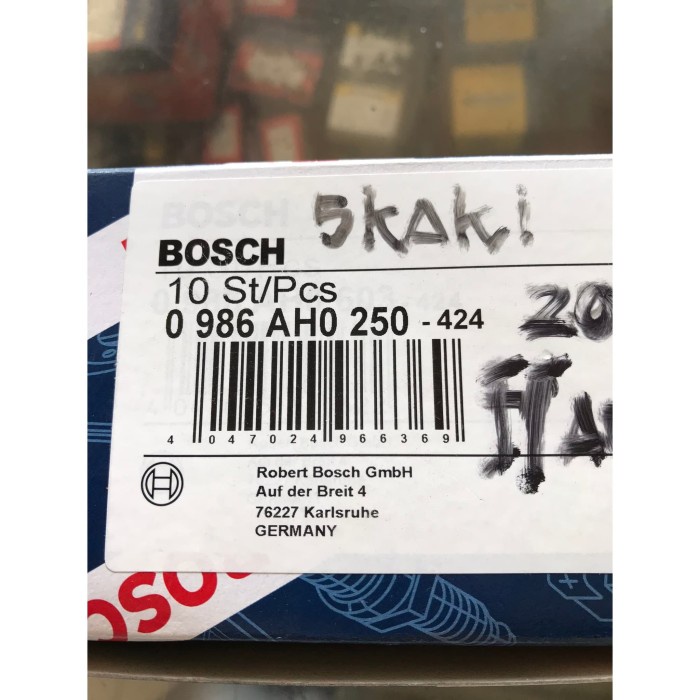 5KAKi
BOSCH
10 St/Pcs
0 986 AH0 250 - 424
4 047024 966369
Robert Bosch GmbH
Auf der Breit 4
76227 Karlsruhe
GERMANY